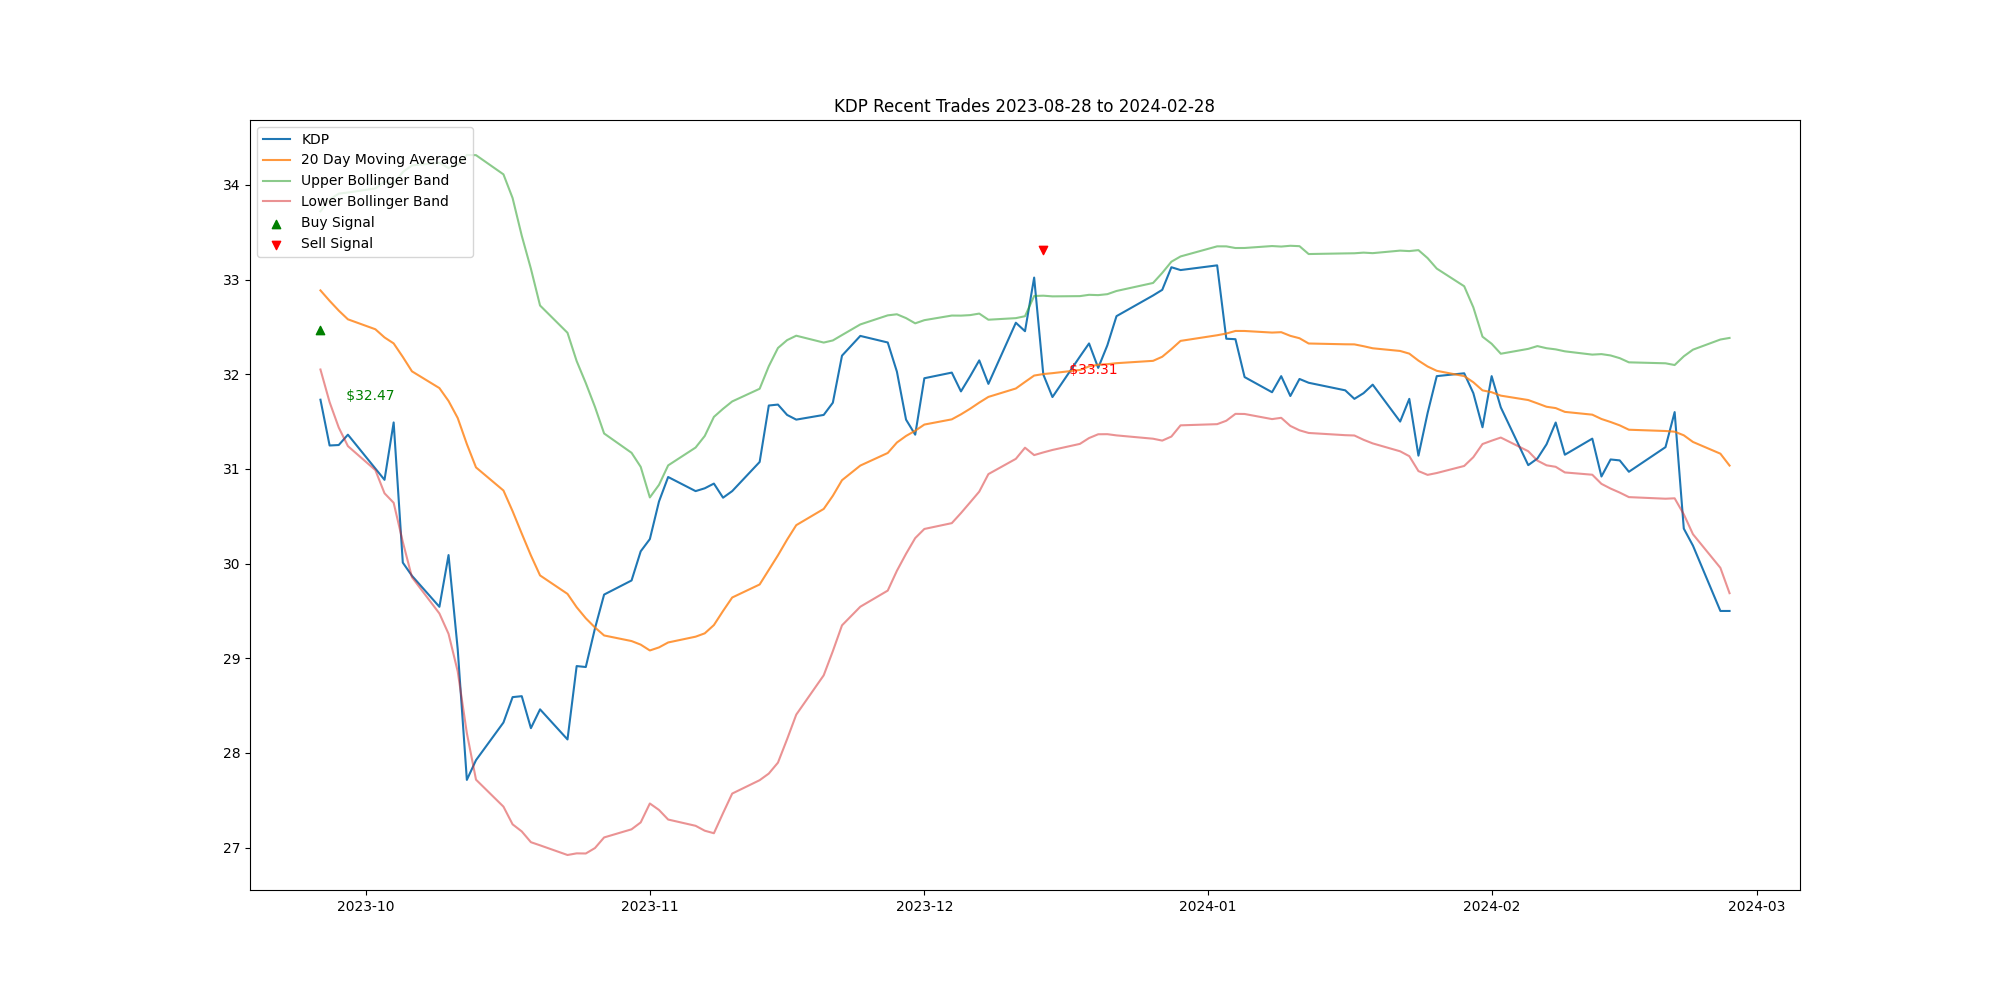 KDP Recent Trades 2023-08-28 to 2024-02-28
KDP
20 Day Moving Average
Upper Bollinger Band
Lower Bollinger Band
Buy Signal
Sell Signal
34
33
32
31
30
29
28
27
$32.47
$33.31
2023-10
2023-11
2023-12
2024-01
2024-02
2024-03